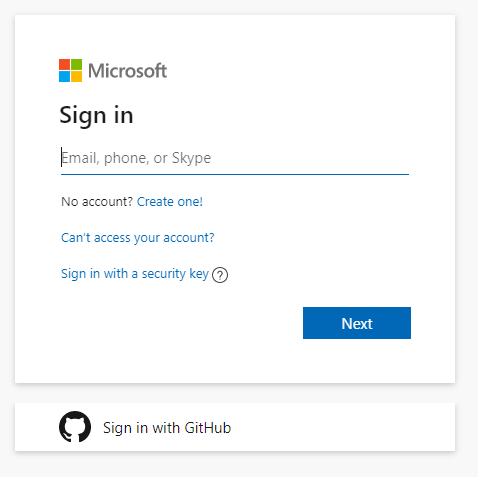 Microsoft
Sign in
Email, phone, or Skype
No account? Create one!
Can't access your account?
Sign in with a security key ?
Next
Sign in with GitHub